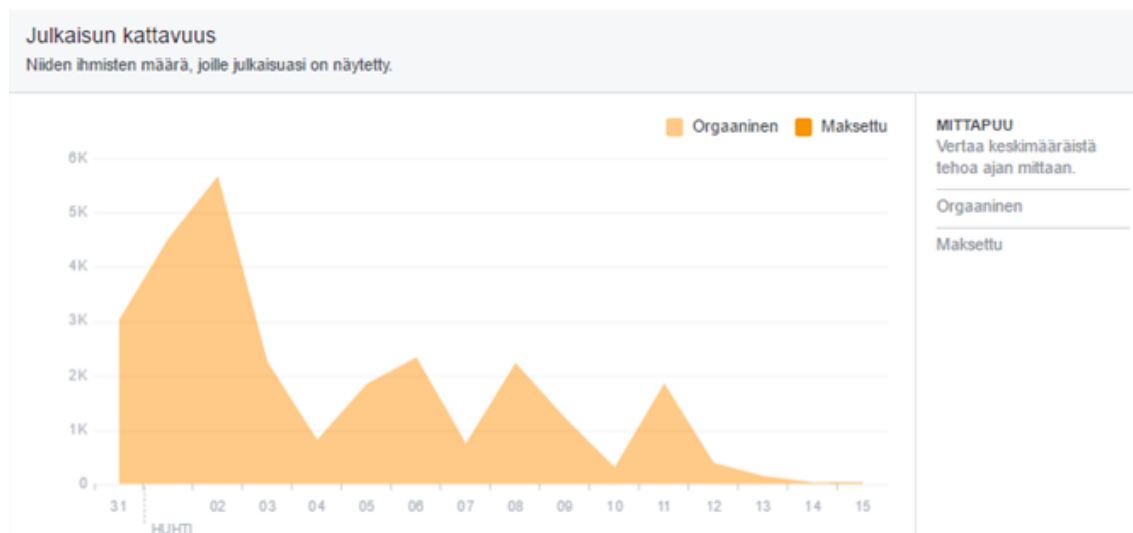 Julkaisun kattavuus
Niiden ihmisten määrä, joille julkaisuasi on näytetty.
Orgaaninen Maksettu
MITTAPUU
Vertaa keskimääräistä
tehoa ajan mittaan.
Orgaaninen
Maksettu
6K
5K
4K
3K
2K
1K
0
31 02 03 04 05 06 07 08 09 10 11 12 13 14 15
HUHTI